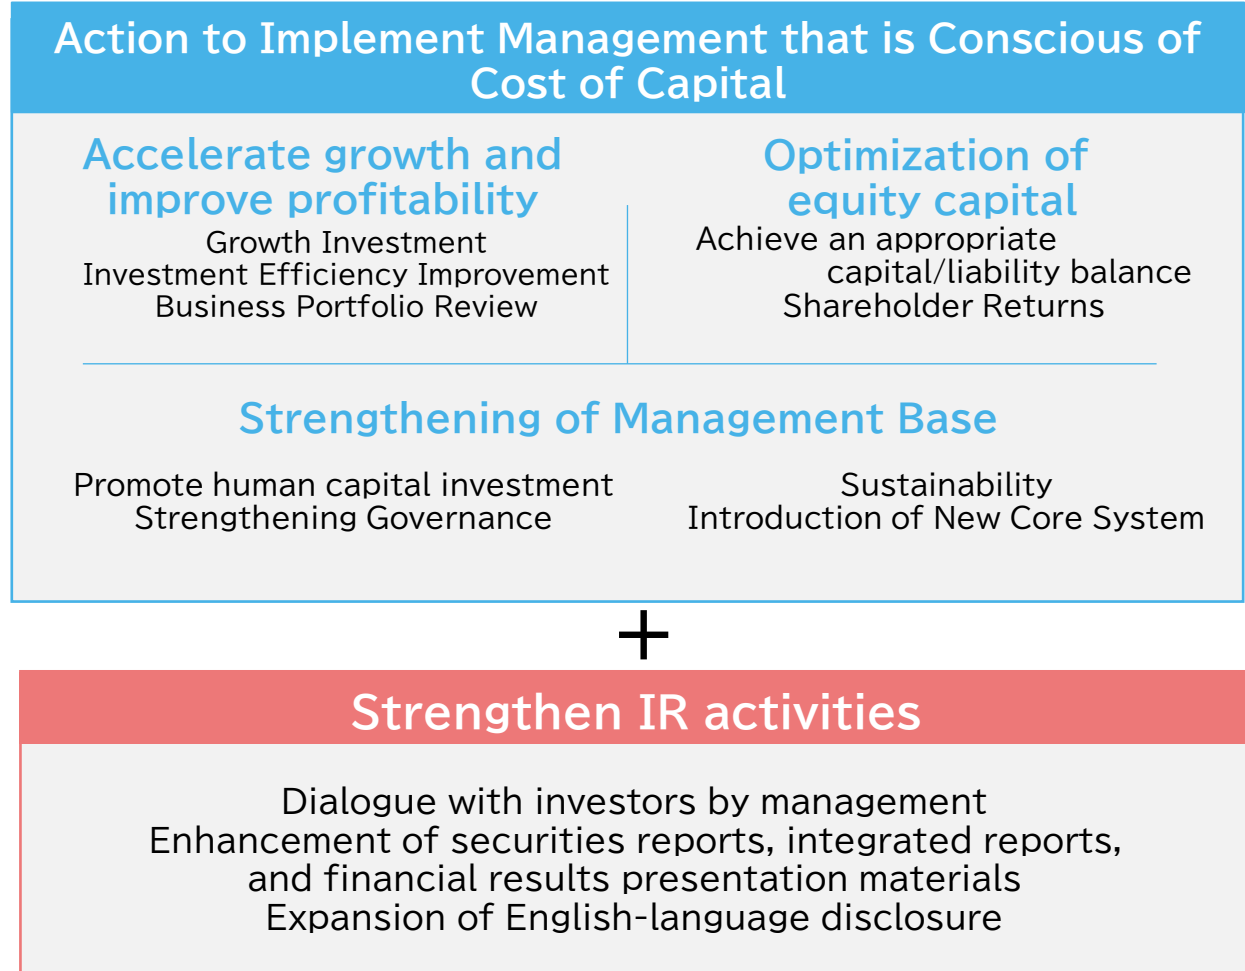 Action to Implement Management that is Conscious of
Cost of Capital
Accelerate growth and
improve profitability
Growth Investment
Investment Efficiency Improvement
Business Portfolio Review
Optimization of
equity capital
Achieve an appropriate
capital/liability balance
Shareholder Returns
Strengthening of Management Base
Promote human capital investment
Strengthening Governance
Sustainability
Introduction of New Core System
+
Strengthen IR activities
Dialogue with investors by management
Enhancement of securities reports, integrated reports,
and financial results presentation materials
Expansion of English-language disclosure